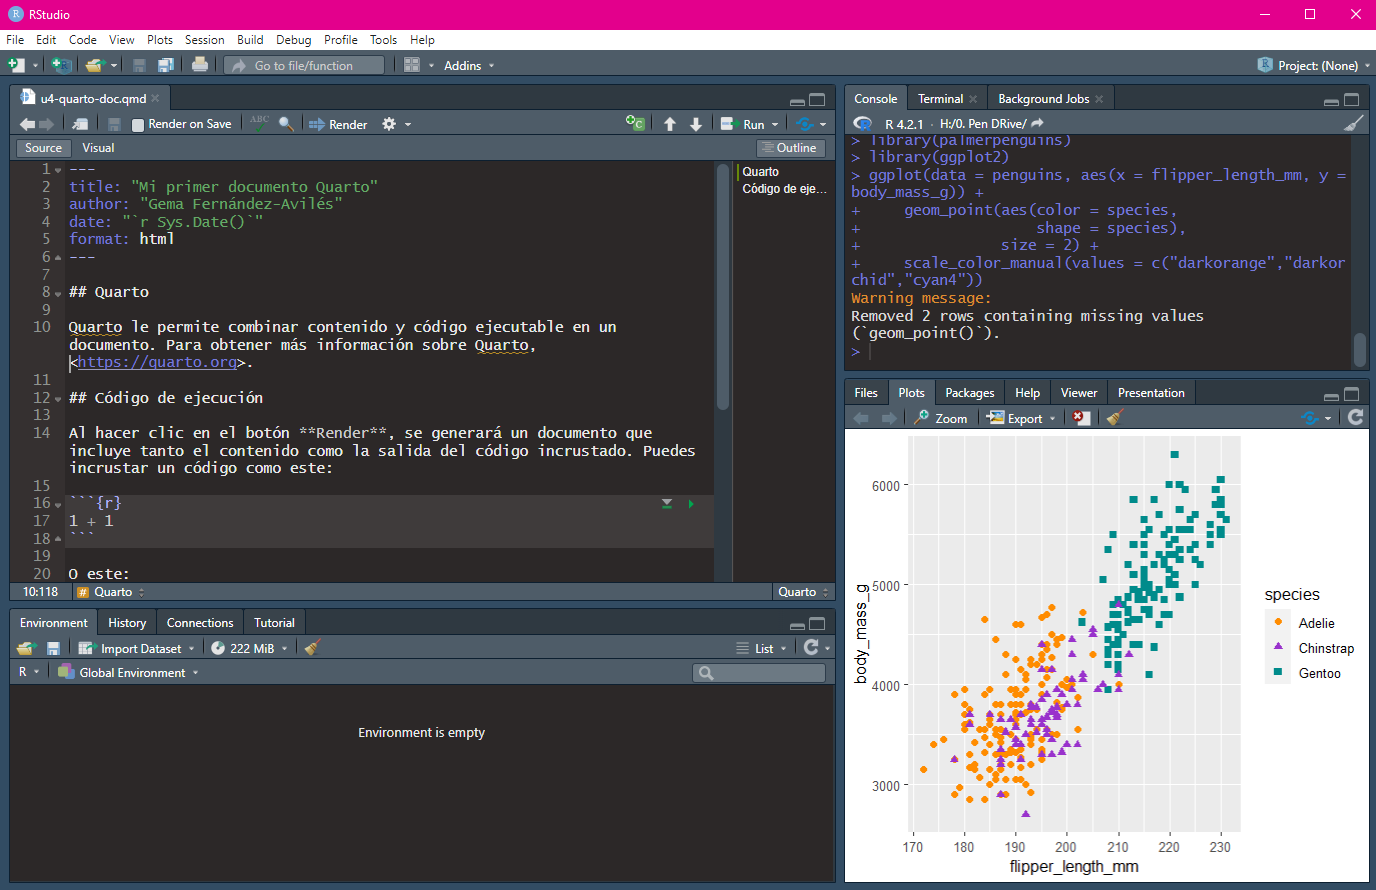 RStudio
File Edit Code View Plots Session Build Debug Profile Tools Help
Go to file/function Addins Project: (None)
u4-quarto-doc.qmd
Render on Save ABC Render Run
Source Visual Outline
1 ---
2 title: "Mi primer documento Quarto"
3 author: "Gema Fernández-Avilés"
4 date: "`r Sys.Date()`"
5 format: html
6 ---
7
8 ## Quarto
9
10 Quarto le permite combinar contenido y código ejecutable en un
documento. Para obtener más información sobre Quarto,
<https://quarto.org>.
11
12 ## Código de ejecución
13
14 Al hacer clic en el botón **Render**, se generará un documento que
incluye tanto el contenido como la salida del código incrustado. Puedes
incrustar un código como este:
15
16 ```{r}
17 1 + 1
18 ```
19
20 O este:
Quarto
Código de eje...
10:118 # Quarto Quarto
Environment History Connections Tutorial
Import Dataset 222 MiB List
R Global Environment
Environment is empty
Console Terminal Background Jobs
R 4.2.1 · H:/0. Pen DRive/
> library(palmerpenguins)
> library(ggplot2)
> ggplot(data = penguins, aes(x = flipper_length_mm, y =
body_mass_g)) +
+ geom_point(aes(color = species,
+ shape = species),
+ size = 2) +
+ scale_color_manual(values = c("darkorange","darkor
chid","cyan4"))
Warning message:
Removed 2 rows containing missing values
(`geom_point()`).
>
Files Plots Packages Help Viewer Presentation
Zoom Export
body_mass_g
6000
5000
4000
3000
170 180 190 200 210 220 230
flipper_length_mm
species
Adelie
Chinstrap
Gentoo